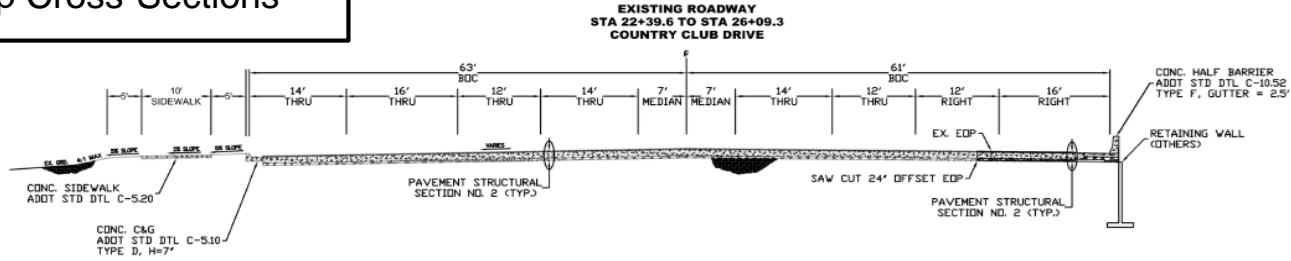 p Cross-Sections
EXISTING ROADWAY
STA 22+39.6 TO STA 26+09.3
COUNTRY CLUB DRIVE
63'
BOC
61'
BOC
5'
10'
SIDEWALK
5'
14'
THRU
16'
THRU
12'
THRU
14'
THRU
7'
MEDIAN
7'
MEDIAN
14'
THRU
12'
THRU
12'
RIGHT
16'
RIGHT
CONC. HALF BARRIER
ADOT STD DTL C-10.52
TYPE F, GUTTER = 2.5'
EX. GRD.
6:1 MAX
5% SLOPE
2% SLOPE
5% SLOPE
VARIES
EX. EOP
RETAINING WALL
(OTHERS)
CONC. SIDEWALK
ADOT STD DTL C-5.20
PAVEMENT STRUCTURAL
SECTION NO. 2 (TYP.)
SAW CUT 24" OFFSET EOP
PAVEMENT STRUCTURAL
SECTION NO. 2 (TYP.)
CONC. C&G
ADOT STD DTL C-5.10
TYPE D, H=7"